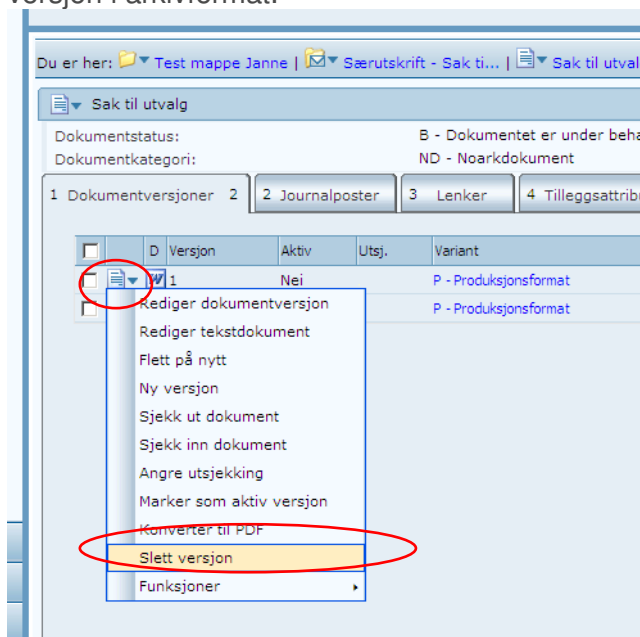 versjon i arkivformat.
Du er her: Test mappe Janne | Særutskrift - Sak ti... | Sak til utval
Sak til utvalg
Dokumentstatus: B - Dokumentet er under beha
Dokumentkategori: ND - Noarkdokument
1 Dokumentversjoner 2 2 Journalposter 3 Lenker 4 Tilleggsattrib
D Versjon Aktiv Utsj. Variant
W 1 Nei P - Produksjonsformat
P - Produksjonsformat
Rediger dokumentversjon
Rediger tekstdokument
Flett på nytt
Ny versjon
Sjekk ut dokument
Sjekk inn dokument
Angre utsjekking
Marker som aktiv versjon
Konverter til PDF
Slett versjon
Funksjoner